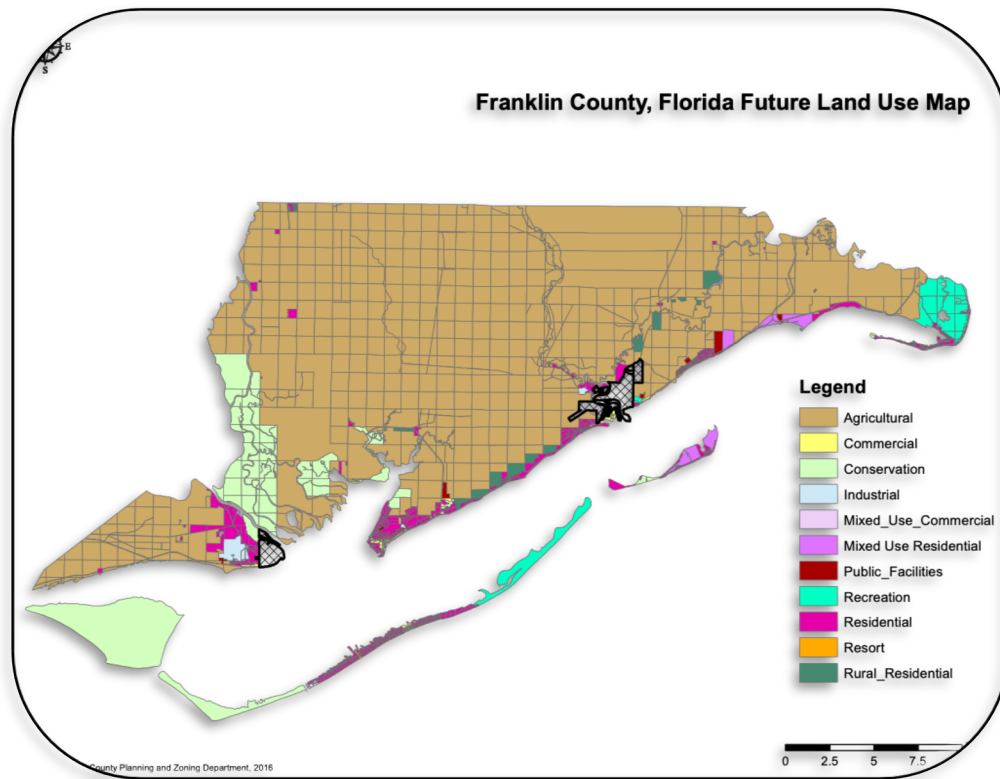 E
S
Franklin County, Florida Future Land Use Map
Legend
Agricultural
Commercial
Conservation
Industrial
Mixed_Use_Commercial
Mixed Use Residential
Public_Facilities
Recreation
Residential
Resort
Rural_Residential
0 2.5 5 7.5
County Planning and Zoning Department, 2016